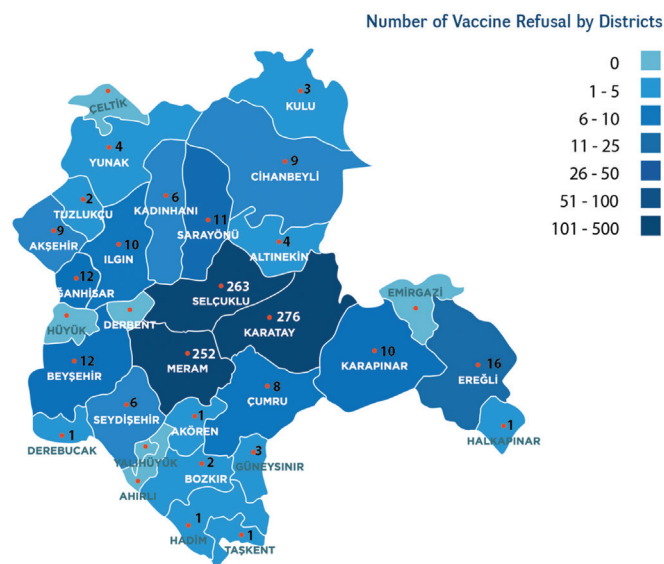 Number of Vaccine Refusal by Districts
0
1 - 5
6 - 10
11 - 25
26 - 50
51 - 100
101 - 500
ÇELTİK
3
KULU
4
YUNAK
9
CİHANBEYLİ
2
TUZLUKÇU
6
KADINHANI
11
SARAYÖNÜ
9
AKŞEHİR
10
ILGIN
4
ALTINEKİN
12
ĞANHİSAR
263
SELÇUKLU
EMİRGAZİ
HÜYÜK
DERBENT
276
KARATAY
252
MERAM
10
KARAPINAR
16
EREĞLİ
12
BEYŞEHİR
8
ÇUMRU
6
SEYDİŞEHİR
1
AKÖREN
1
HALKAPINAR
1
DEREBUCAK
YALIHÜYÜK
3
GÜNEYSINIR
2
BOZKIR
AHIRLI
1
HADİM
1
TAŞKENT